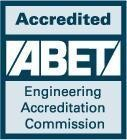 Accredited
ABET
Engineering
Accreditation
Commission